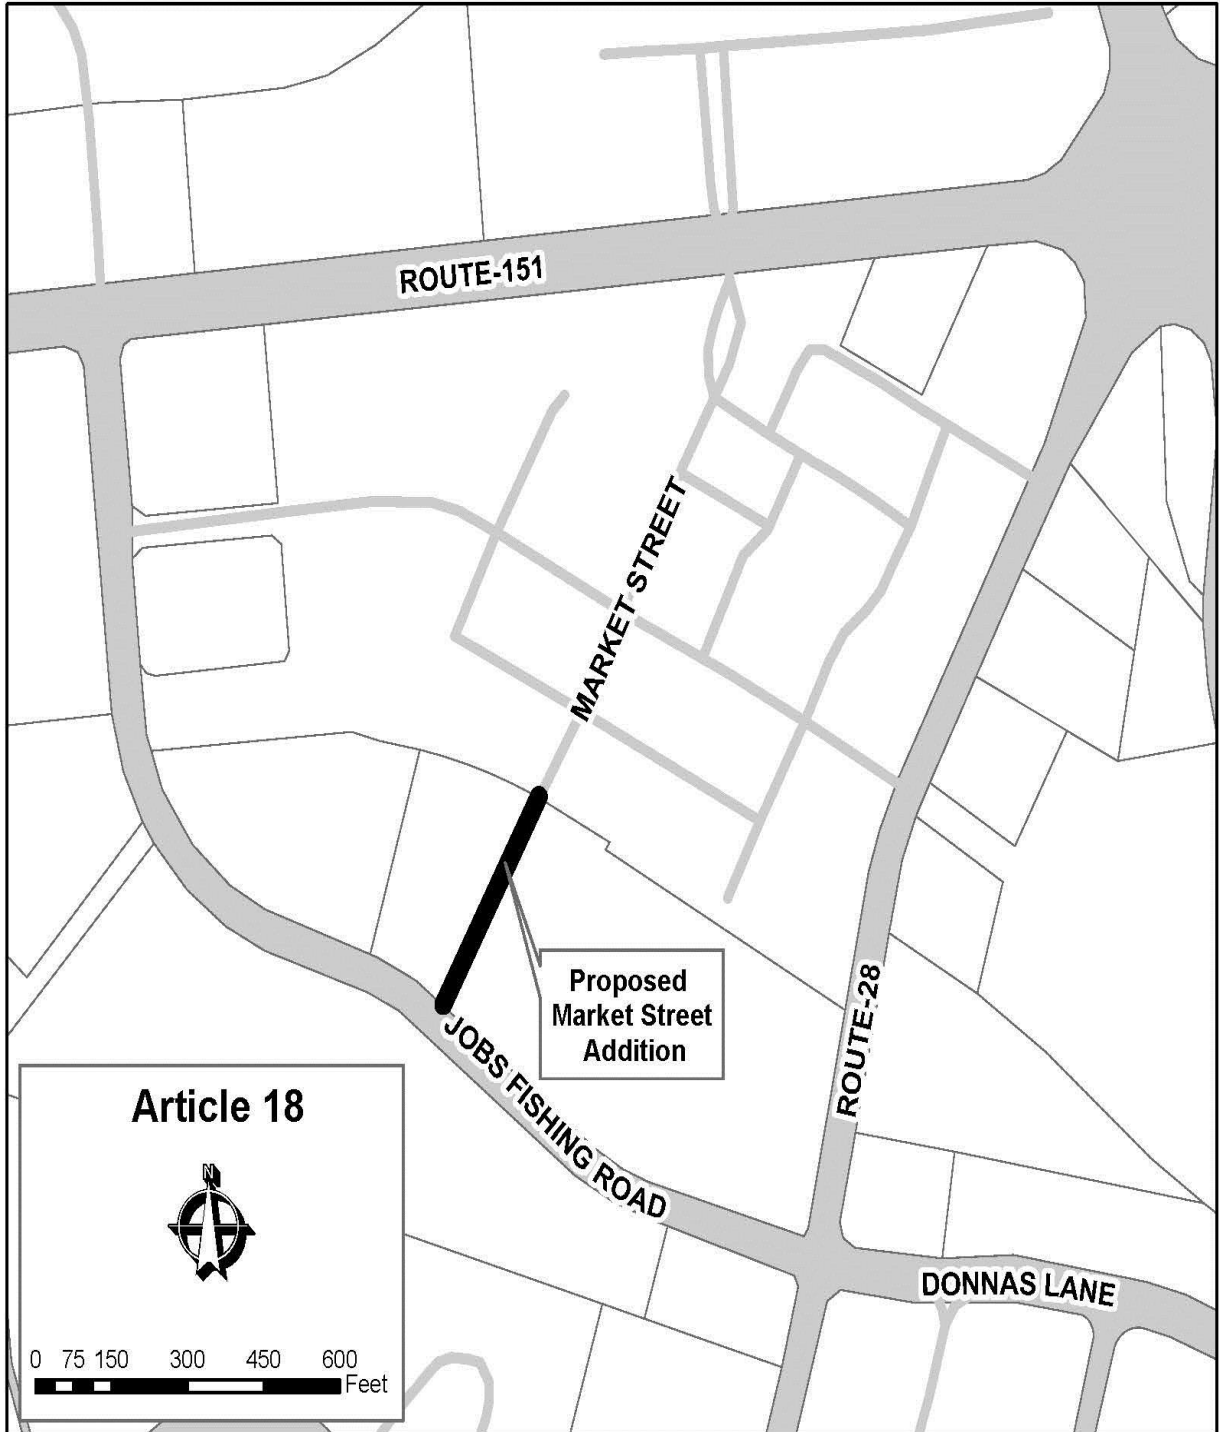 ROUTE-151
MARKET STREET
Proposed
Market Street
Addition
JOBS FISHING ROAD
ROUTE-28
DONNAS LANE
Article 18
N
0 75 150 300 450 600
Feet